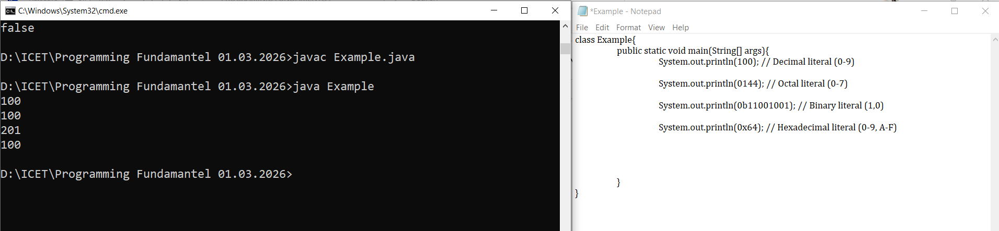 C:\Windows\System32\cmd.exe
false
D:\ICET\Programming Fundamantel 01.03.2026>javac Example.java
D:\ICET\Programming Fundamantel 01.03.2026>java Example
100
100
201
100
D:\ICET\Programming Fundamantel 01.03.2026>
*Example - Notepad
File Edit Format View Help
class Example{
public static void main(String[] args){
System.out.println(100); // Decimal literal (0-9)
System.out.println(0144); // Octal literal (0-7)
System.out.println(0b11001001); // Binary literal (1,0)
System.out.println(0x64); // Hexadecimal literal (0-9, A-F)
}
}